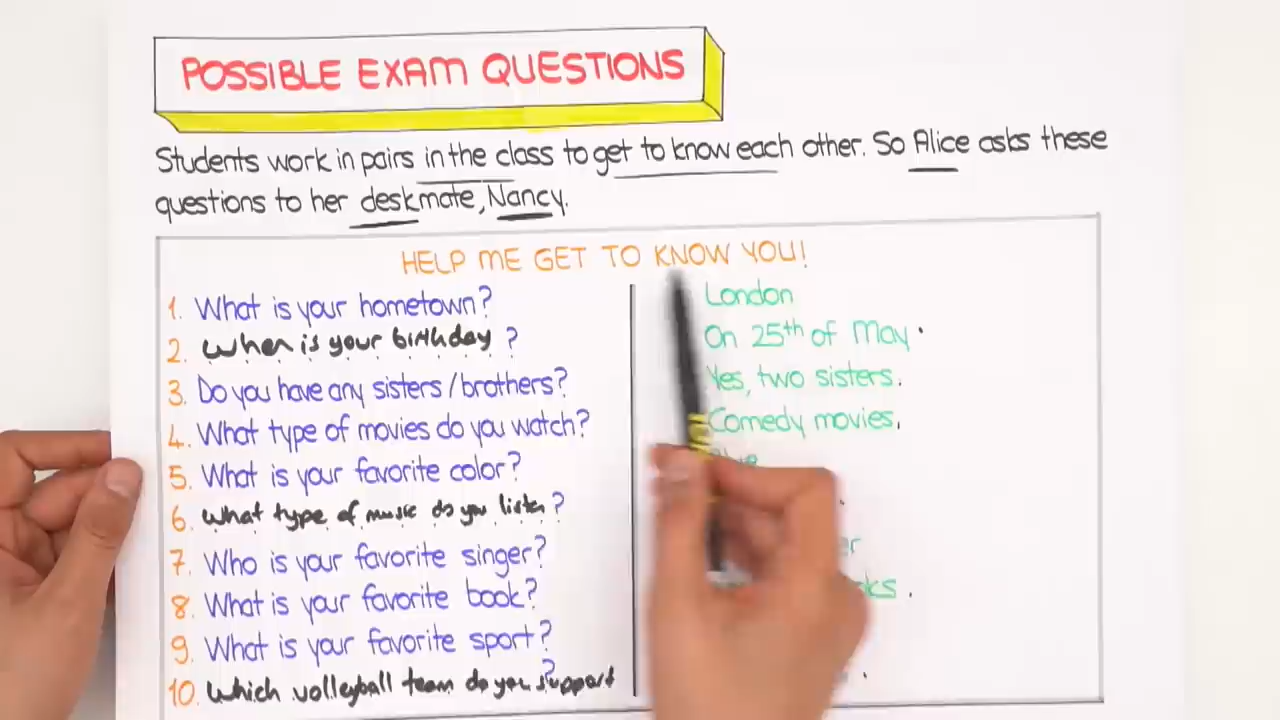 POSSIBLE EXAM QUESTIONS
Students work in pairs in the class to get to know each other. So Alice asks these
questions to her deskmate, Nancy.
HELP ME GET TO KNOW YOU!
1. What is your hometown?
2. When is your birthday ?
3. Do you have any sisters/brothers?
4. What type of movies do you watch?
5. What is your favorite color?
6. what type of music do you listen?
7. Who is your favorite singer?
8. What is your favorite book?
9. What is your favorite sport?
10. which volleyball team do you support?
London
On 25th of May.
Yes, two sisters.
Comedy movies.